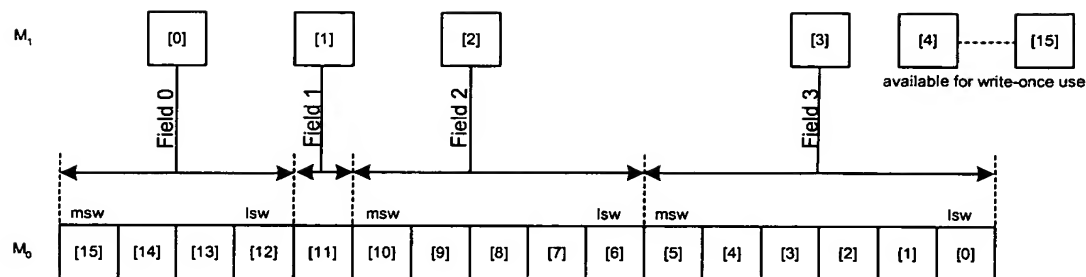 M1 [0] [1] [2] [3] [4] [15]
available for write-once use
Field 0 Field 1 Field 2 Field 3
msw lsw msw lsw msw lsw
M0 [15] [14] [13] [12] [11] [10] [9] [8] [7] [6] [5] [4] [3] [2] [1] [0]